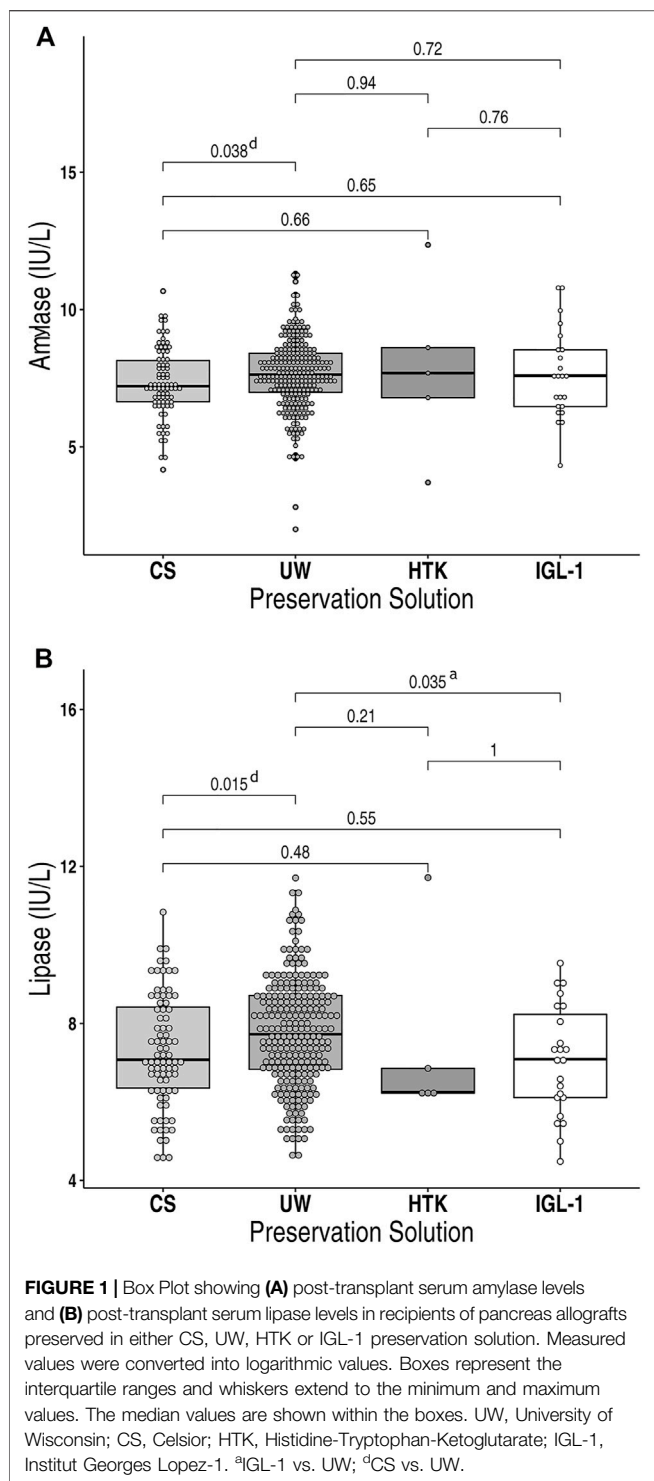 A
0.72
0.94
0.76
0.038d
0.65
0.66
15
10
5
Amylase (IU/L)
CS UW HTK IGL-1
Preservation Solution
B
0.035 a
0.21
1
0.015 d
0.55
0.48
16
12
8
4
Lipase (IU/L)
CS UW HTK IGL-1
Preservation Solution
FIGURE 1 | Box Plot showing (A) post-transplant serum amylase levels
and (B) post-transplant serum lipase levels in recipients of pancreas allografts
preserved in either CS, UW, HTK or IGL-1 preservation solution. Measured
values were converted into logarithmic values. Boxes represent the
interquartile ranges and whiskers extend to the minimum and maximum
values. The median values are shown within the boxes. UW, University of
Wisconsin; CS, Celsior; HTK, Histidine-Tryptophan-Ketoglutarate; IGL-1,
Institut Georges Lopez-1. aIGL-1 vs. UW; dCS vs. UW.